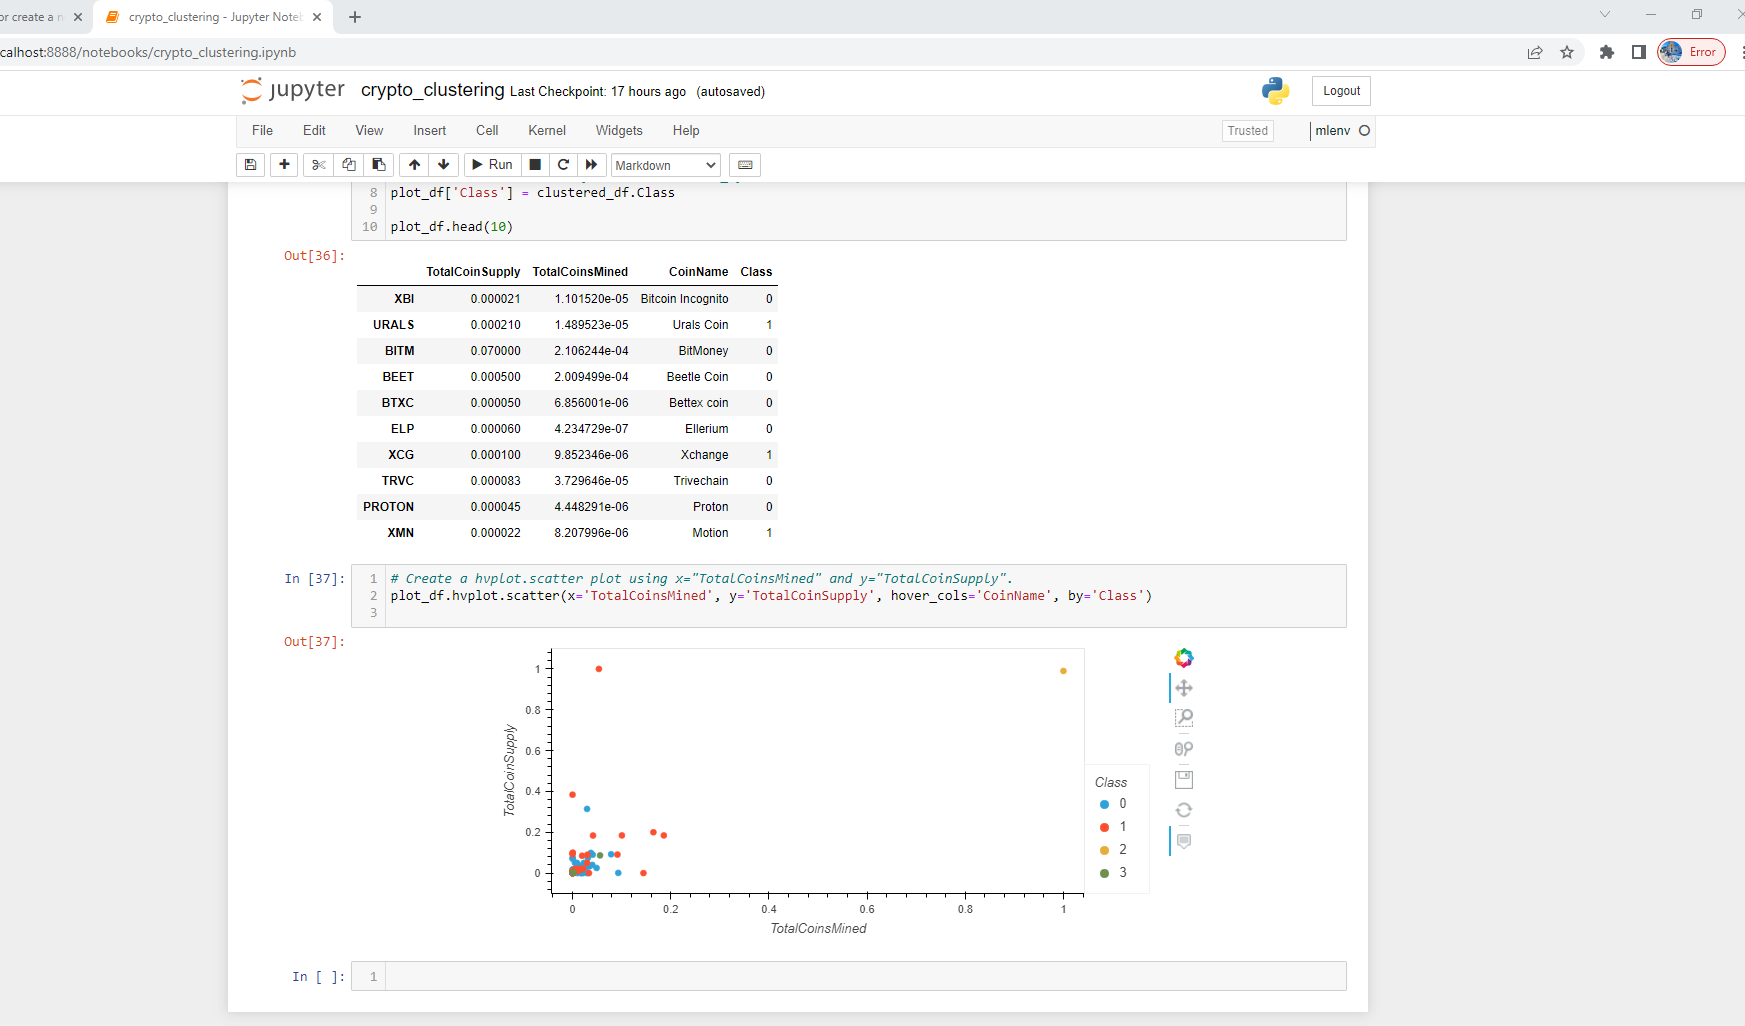 or create a n
crypto_clustering - Jupyter Noteb
calhost:8888/notebooks/crypto_clustering.ipynb
Error
jupyter crypto_clustering Last Checkpoint: 17 hours ago (autosaved)
Logout
File Edit View Insert Cell Kernel Widgets Help
Trusted
mlenv
Run
Markdown
8 plot_df['Class'] = clustered_df.Class
9
10 plot_df.head(10)
Out[36]:
TotalCoinSupply TotalCoinsMined CoinName Class
XBI 0.000021 1.101520e-05 Bitcoin Incognito 0
URALS 0.000210 1.489523e-05 Urals Coin 1
BITM 0.070000 2.106244e-04 BitMoney 0
BEET 0.000500 2.009499e-04 Beetle Coin 0
BTXC 0.000050 6.856001e-06 Bettex coin 0
ELP 0.000060 4.234729e-07 Ellerium 0
XCG 0.000100 9.852346e-06 Xchange 1
TRVC 0.000083 3.729646e-05 Trivechain 0
PROTON 0.000045 4.448291e-06 Proton 0
XMN 0.000022 8.207996e-06 Motion 1
In [37]:
1 # Create a hvplot.scatter plot using x="TotalCoinsMined" and y="TotalCoinSupply".
2 plot_df.hvplot.scatter(x='TotalCoinsMined', y='TotalCoinSupply', hover_cols='CoinName', by='Class')
3
Out[37]:
TotalCoinSupply
1
0.8
0.6
0.4
0.2
0
0 0.2 0.4 0.6 0.8 1
TotalCoinsMined
Class
0
1
2
3
In [ ]:
1